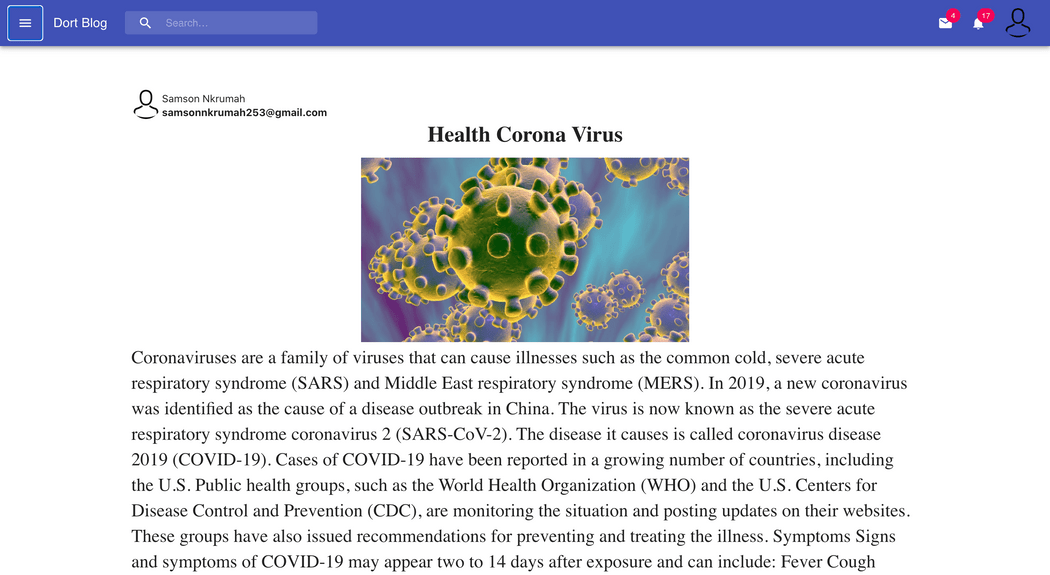 Dort Blog
Search...
4
17
Samson Nkrumah
samsonnkrumah253@gmail.com
Health Corona Virus
Coronaviruses are a family of viruses that can cause illnesses such as the common cold, severe acute
respiratory syndrome (SARS) and Middle East respiratory syndrome (MERS). In 2019, a new coronavirus
was identified as the cause of a disease outbreak in China. The virus is now known as the severe acute
respiratory syndrome coronavirus 2 (SARS-CoV-2). The disease it causes is called coronavirus disease
2019 (COVID-19). Cases of COVID-19 have been reported in a growing number of countries, including
the U.S. Public health groups, such as the World Health Organization (WHO) and the U.S. Centers for
Disease Control and Prevention (CDC), are monitoring the situation and posting updates on their websites.
These groups have also issued recommendations for preventing and treating the illness. Symptoms Signs
and symptoms of COVID-19 may appear two to 14 days after exposure and can include: Fever Cough